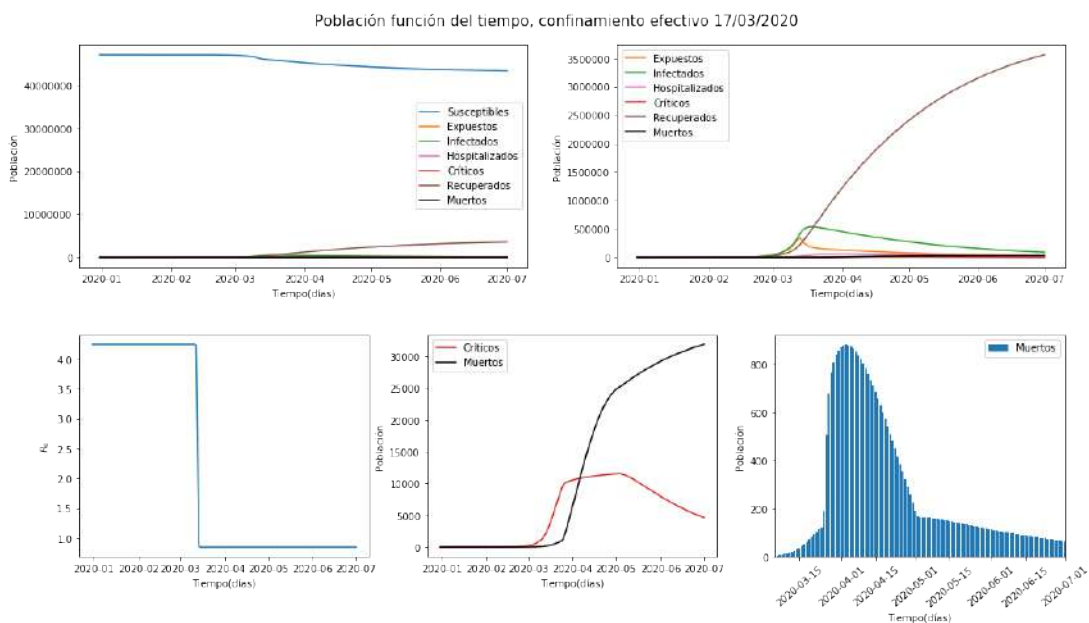 Población función del tiempo, confinamiento efectivo 17/03/2020
40000000
30000000
20000000
10000000
0
Población
Susceptibles
Expuestos
Infectados
Hospitalizados
Críticos
Recuperados
Muertos
2020-01 2020-02 2020-03 2020-04 2020-05 2020-06 2020-07
Tiempo(días)
3500000
3000000
2500000
2000000
1500000
1000000
500000
0
Población
Expuestos
Infectados
Hospitalizados
Críticos
Recuperados
Muertos
2020-01 2020-02 2020-03 2020-04 2020-05 2020-06 2020-07
Tiempo(días)
4.0
3.5
3.0
2.5
2.0
1.5
1.0
2020-01 2020-02 2020-03 2020-04 2020-05 2020-06 2020-07
Tiempo(días)
30000
25000
20000
15000
10000
5000
0
Población
Críticos
Muertos
2020-01 2020-02 2020-03 2020-04 2020-05 2020-06 2020-07
Tiempo(días)
800
600
400
200
0
Población
Muertos
2020-03-15 2020-04-01 2020-04-15 2020-05-01 2020-05-15 2020-06-01 2020-06-15 2020-07-01
Tiempo(días)